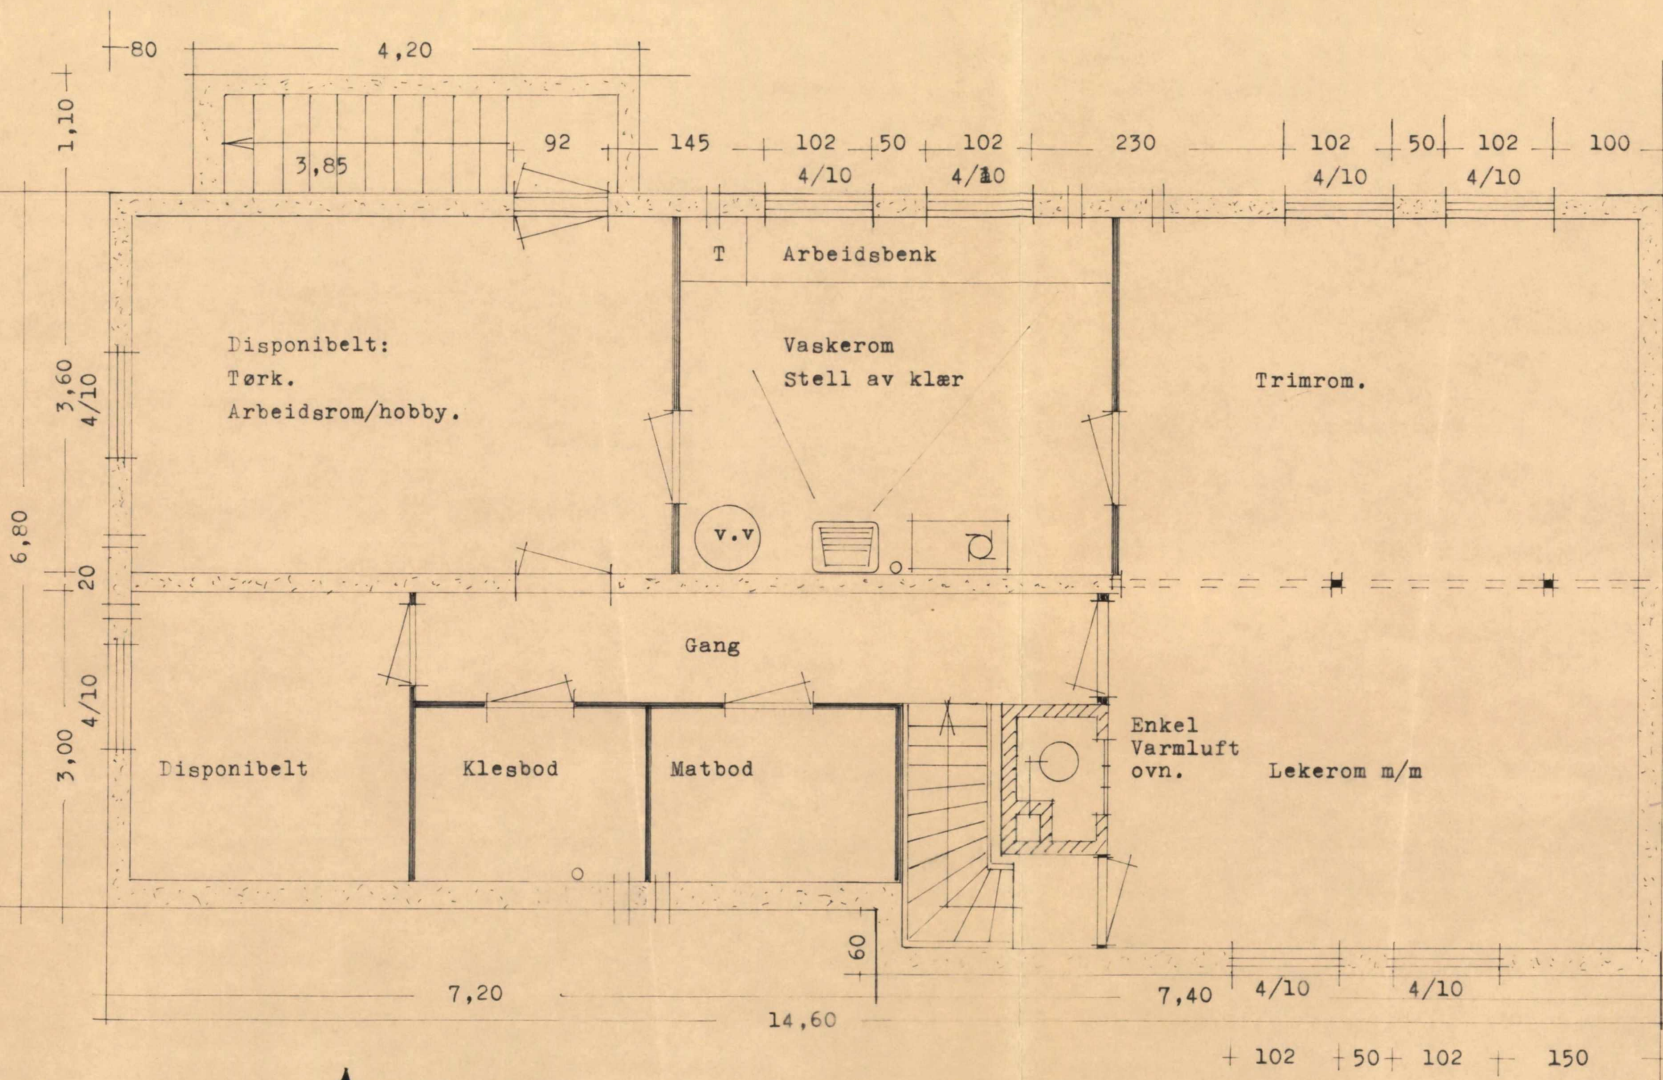 80
4,20
1,10
3,85
92
145
102
50
102
230
102
50
102
100
4/10
4/10
4/10
4/10
T
Arbeidsbenk
Disponibelt:
Tørk.
Arbeidsrom/hobby.
Vaskerom
Stell av klær
Trimrom.
3,60
4/10
6,80
v.v
20
Gang
4/10
3,00
Enkel
Varmluft
ovn.
Disponibelt
Klesbod
Matbod
Lekerom m/m
60
7,20
7,40
4/10
4/10
14,60
102
50
102
150